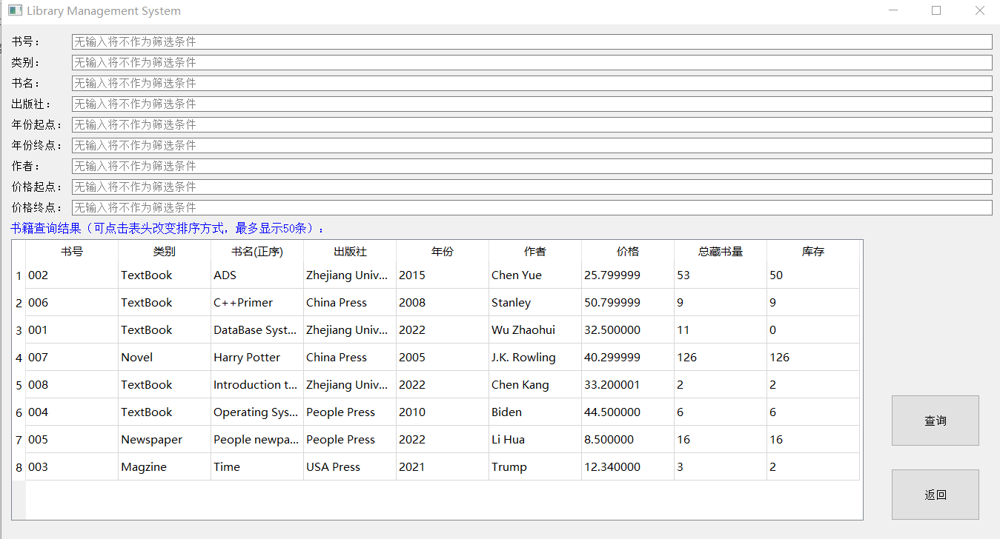 Library Management System
书号： 无输入将不作为筛选条件
类别： 无输入将不作为筛选条件
书名： 无输入将不作为筛选条件
出版社： 无输入将不作为筛选条件
年份起点： 无输入将不作为筛选条件
年份终点： 无输入将不作为筛选条件
作者： 无输入将不作为筛选条件
价格起点： 无输入将不作为筛选条件
价格终点： 无输入将不作为筛选条件
书籍查询结果（可点击表头改变排序方式，最多显示50条）：
书号 类别 书名(正序) 出版社 年份 作者 价格 总藏书量 库存
1 002 TextBook ADS Zhejiang Univ... 2015 Chen Yue 25.799999 53 50
2 006 TextBook C++Primer China Press 2008 Stanley 50.799999 9 9
3 001 TextBook DataBase Syst... Zhejiang Univ... 2022 Wu Zhaohui 32.500000 11 0
4 007 Novel Harry Potter China Press 2005 J.K. Rowling 40.299999 126 126
5 008 TextBook Introduction t... Zhejiang Univ... 2022 Chen Kang 33.200001 2 2
6 004 TextBook Operating Sys... People Press 2010 Biden 44.500000 6 6
7 005 Newspaper People newpa... People Press 2022 Li Hua 8.500000 16 16
8 003 Magzine Time USA Press 2021 Trump 12.340000 3 2
查询
返回